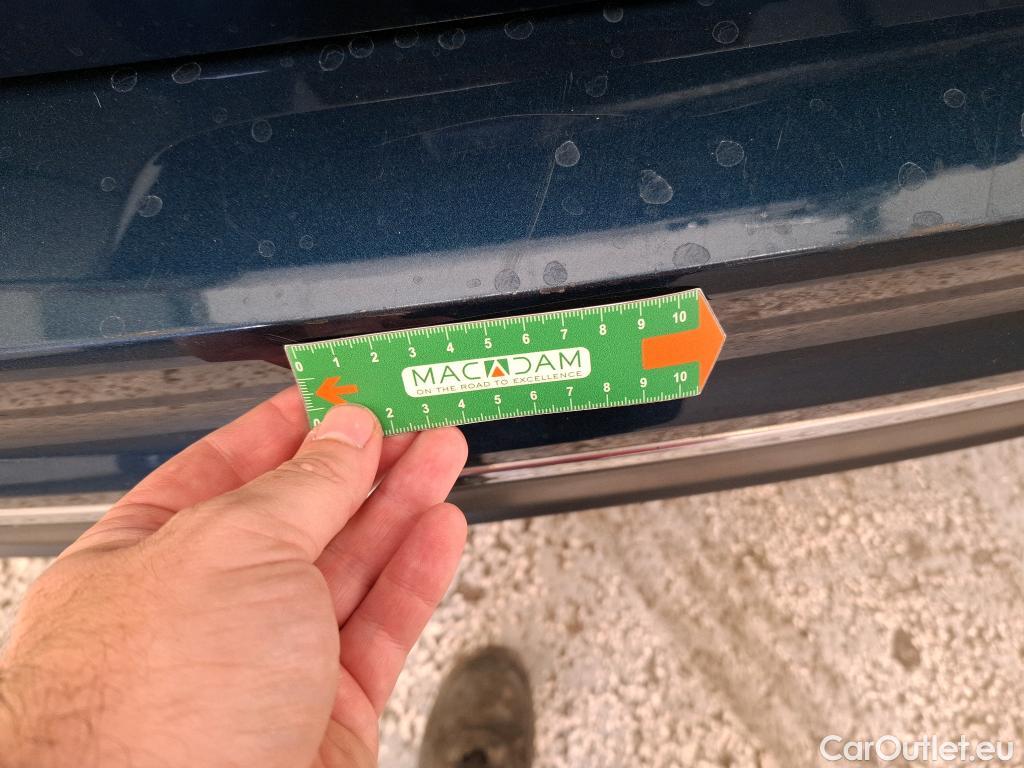 0 1 2 3 4 5 6 7 8 9 10
MACADAM
ON THE ROAD TO EXCELLENCE
0 2 3 4 5 6 7 8 9 10
CarOutlet.eu